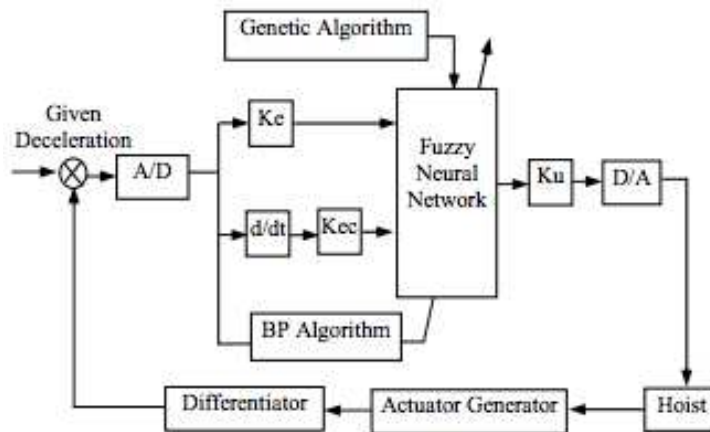 Genetic Algorithm
Given
Deceleration
Ke
A/D
Fuzzy
Neural
Network
Ku
D/A
d/dt
Kec
BP Algorithm
Differentiator
Actuator Generator
Hoist